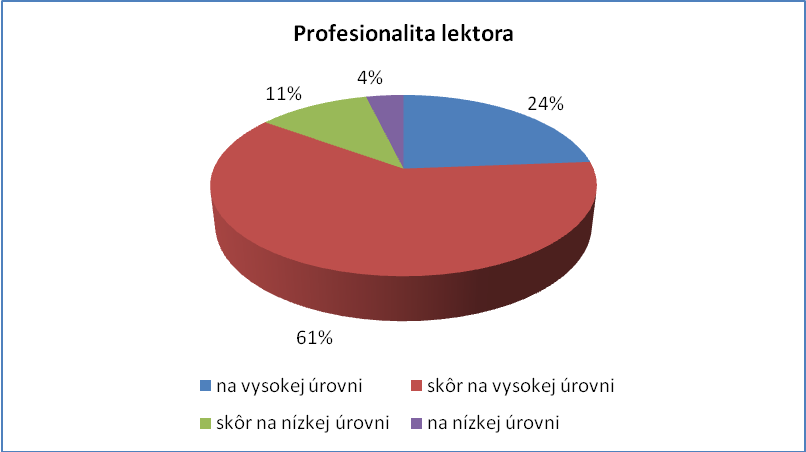 Profesionalita lektora
4%
11%
24%
61%
na vysokej úrovni
skôr na vysokej úrovni
skôr na nízkej úrovni
na nízkej úrovni